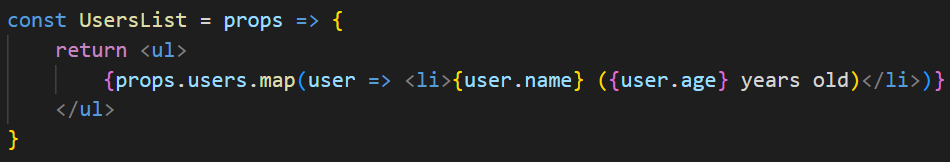 const UsersList = props => {
    return <ul>
        {props.users.map(user => <li>{user.name} ({user.age} years old)</li>)}
    </ul>
}